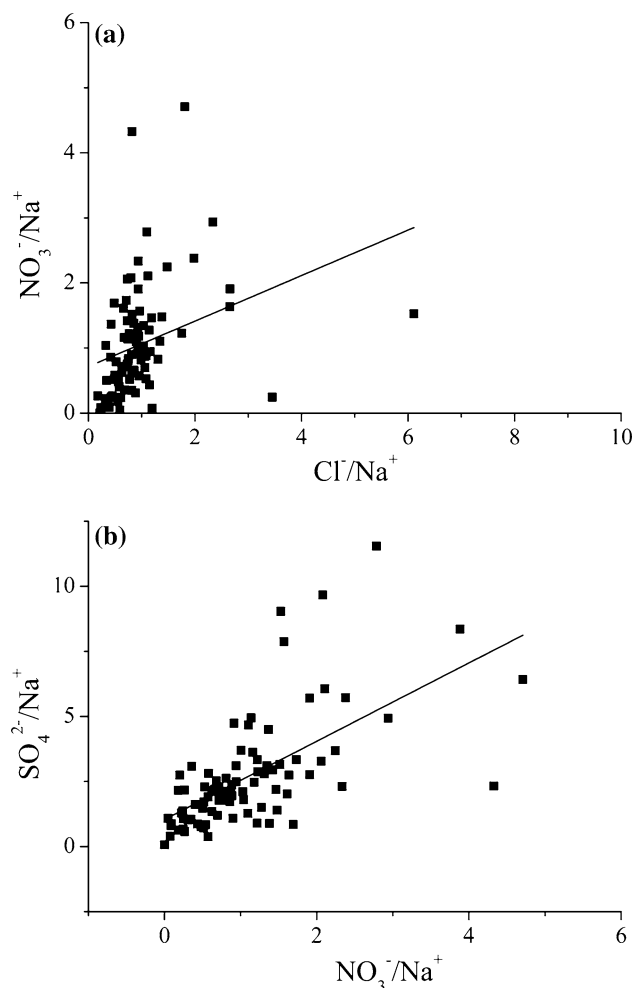 (a)
6
4
2
0
NO₃⁻/Na⁺
0 2 4 6 8 10
Cl⁻/Na⁺
(b)
10
5
0
SO₄²⁻/Na⁺
0 2 4 6
NO₃⁻/Na⁺